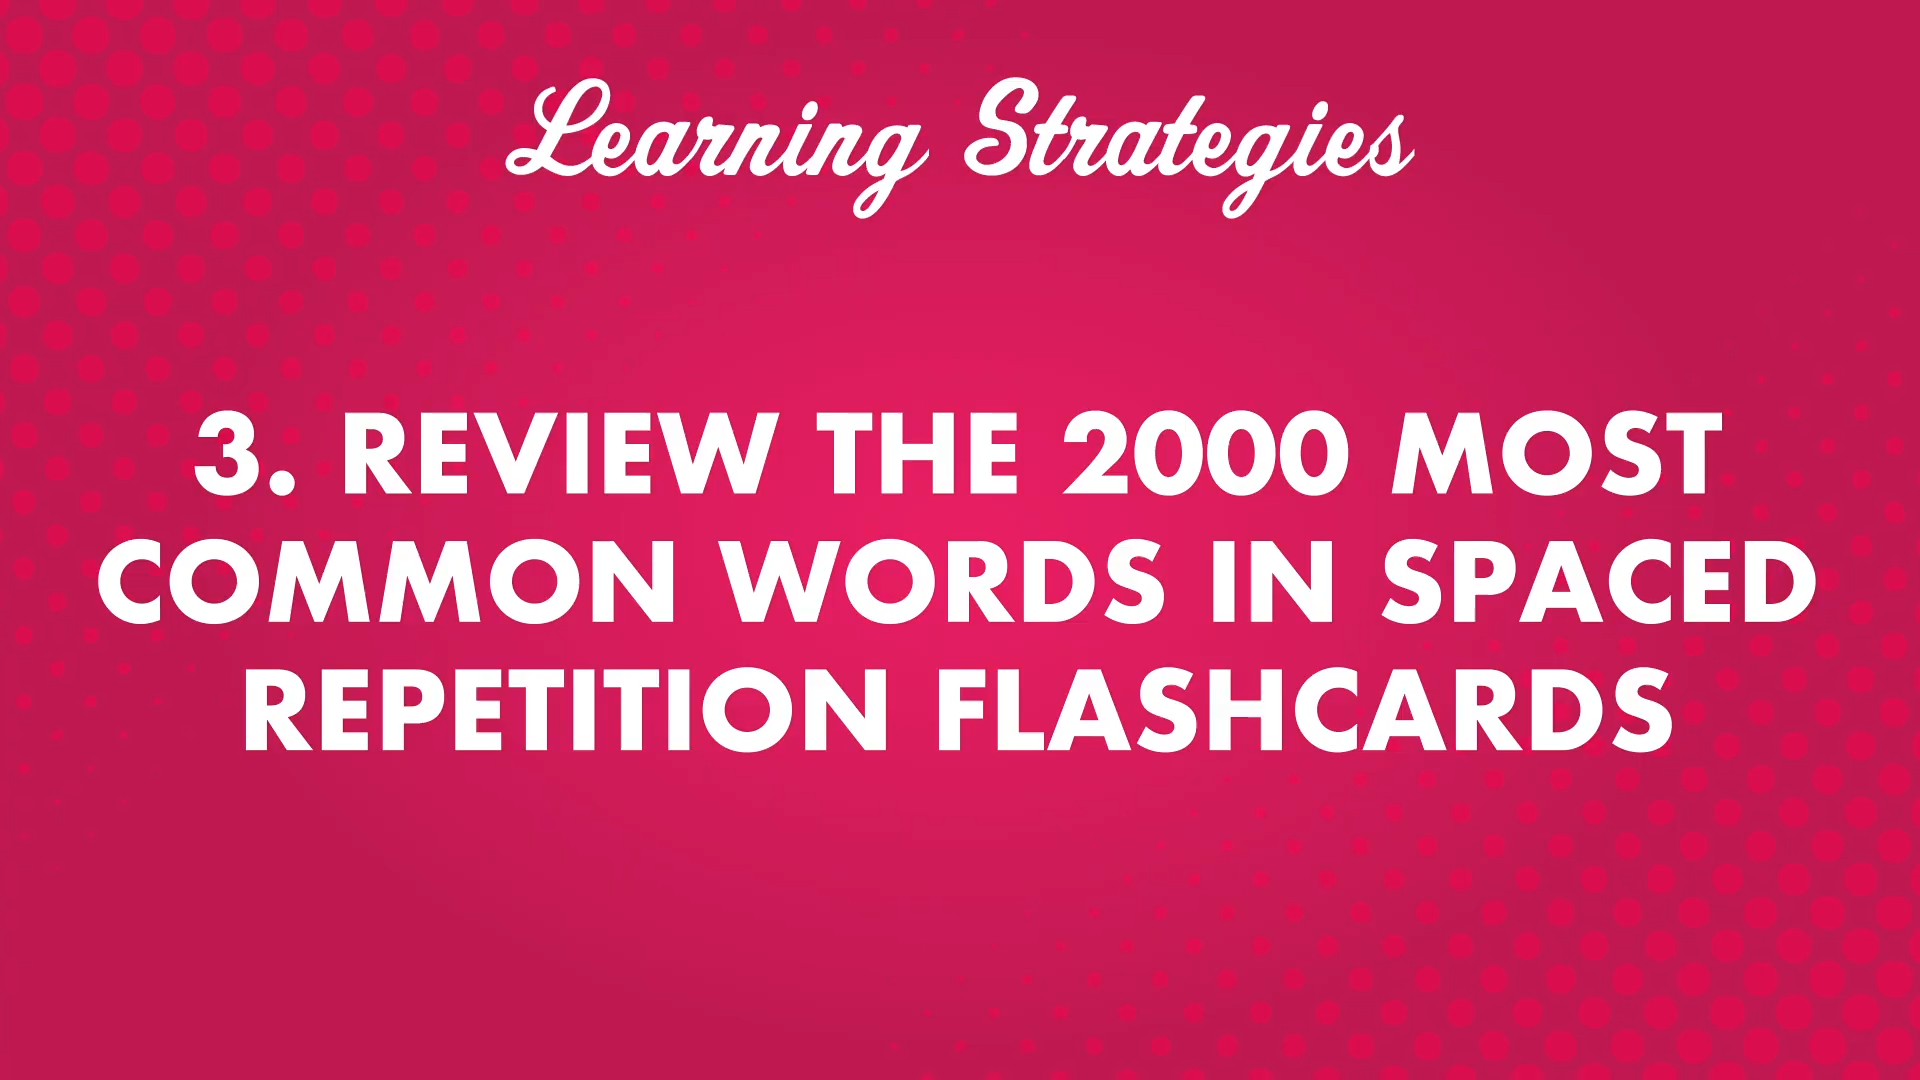 Learning Strategies
3. REVIEW THE 2000 MOST
COMMON WORDS IN SPACED
REPETITION FLASHCARDS